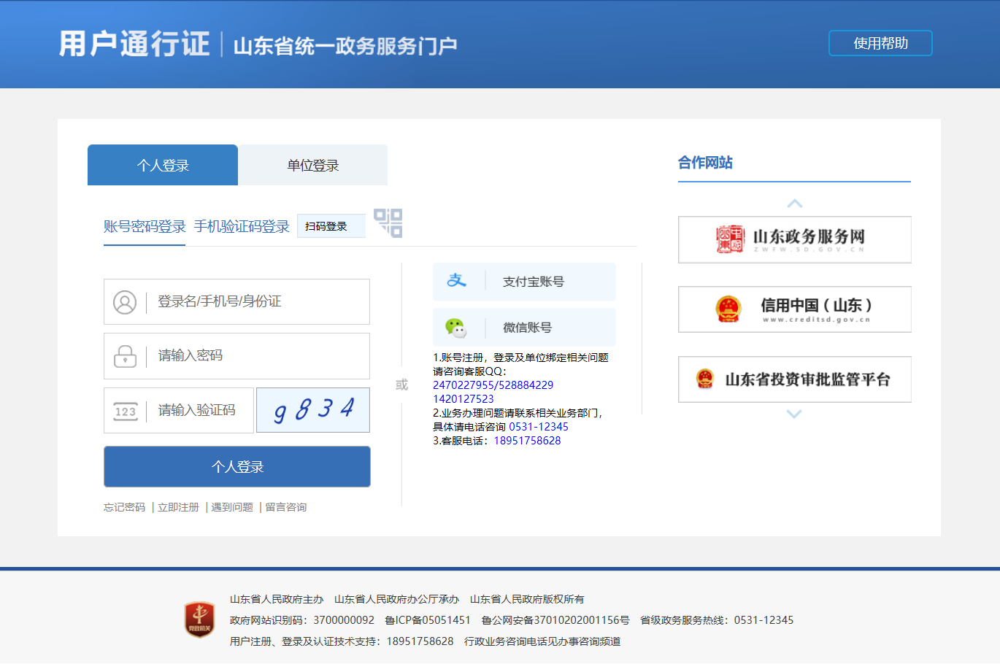 用户通行证 山东省统一政务服务门户
使用帮助
个人登录 单位登录
账号密码登录 手机验证码登录 扫码登录
登录名/手机号/身份证
请输入密码
123 请输入验证码 g834
个人登录
忘记密码 |立即注册 |遇到问题 |留言咨询
或
支付宝账号
微信账号
1.账号注册，登录及单位绑定相关问题
请咨询客服QQ：
2470227955/528884229
1420127523
2.业务办理问题请联系相关业务部门，
具体请电话咨询 0531-12345
3.客服电话：18951758628
合作网站
山东政务服务网
ZWFW.SD.GOV.CN
信用中国（山东）
www.creditsd.gov.cn
山东省投资审批监管平台
党政机关
山东省人民政府主办 山东省人民政府办公厅承办 山东省人民政府版权所有
政府网站识别码：3700000092 鲁ICP备05051451 鲁公网安备37010202001156号 省级政务服务热线：0531-12345
用户注册、登录及认证技术支持：18951758628 行政业务咨询电话见办事咨询频道